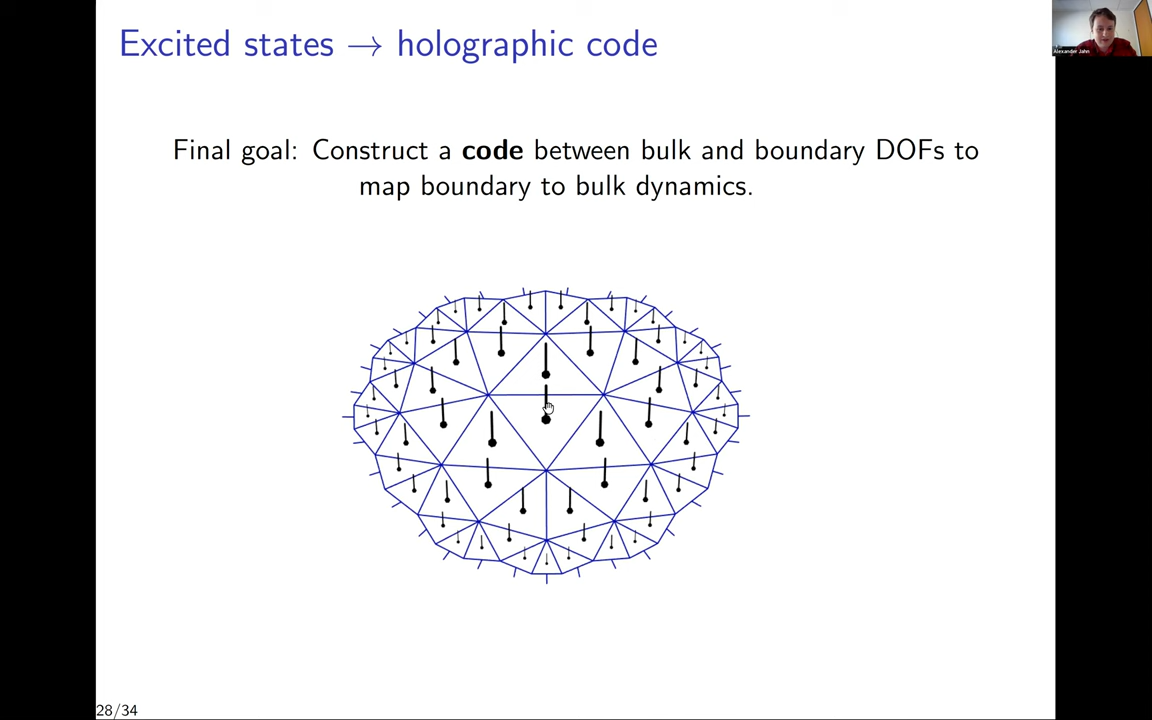 Excited states → holographic code
Alexander Jahn
Final goal: Construct a code between bulk and boundary DOFs to
map boundary to bulk dynamics.
28/34